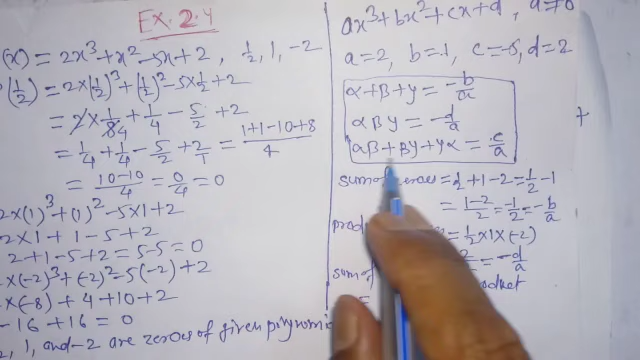 Ex. 2.4
(x) = 2x³ + x² - 5x + 2 , 1/2, 1, -2
(1/2) = 2×(1/2)³ + (1/2)² - 5×1/2 + 2
= 2×1/84 + 1/4 - 5/2 + 2
= 1/4 + 1/4 - 5/2 + 2/1 = (1+1-10+8)/4
= (10-10)/4 = 0/4 = 0
2×(1)³ + (1)² - 5×1 + 2
2×1 + 1 - 5 + 2
2+1-5+2 = 5-5 = 0
×(-2)³ + (-2)² - 5(-2) + 2
×(-8) + 4 + 10 + 2
-16 + 16 = 0
, 1, and -2 are zeroes of given polynomi
ax³ + bx² + cx + d , a≠0
a = 2, b = 1, c = -5, d = 2
α + β + γ = -b/a
αβγ = -d/a
αβ + βγ + γα = c/a
sum of zeroes = 1/2 + 1 - 2 = 1/2 - 1
= (1-2)/2 = -1/2 = -b/a
= 1/2 × 1 × (-2)
= -d/a
sum of product
=
+